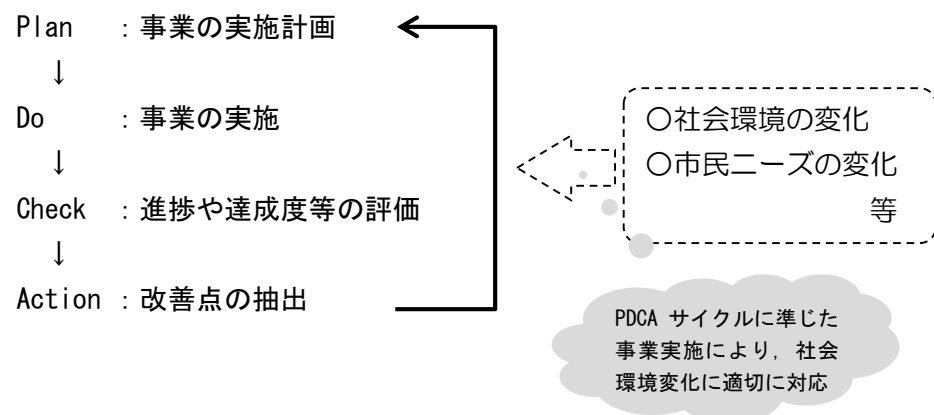 Plan ：事業の実施計画
↓
Do ：事業の実施
↓
Check ：進捗や達成度等の評価
↓
Action ：改善点の抽出
○社会環境の変化
○市民ニーズの変化
等
PDCA サイクルに準じた
事業実施により，社会
環境変化に適切に対応